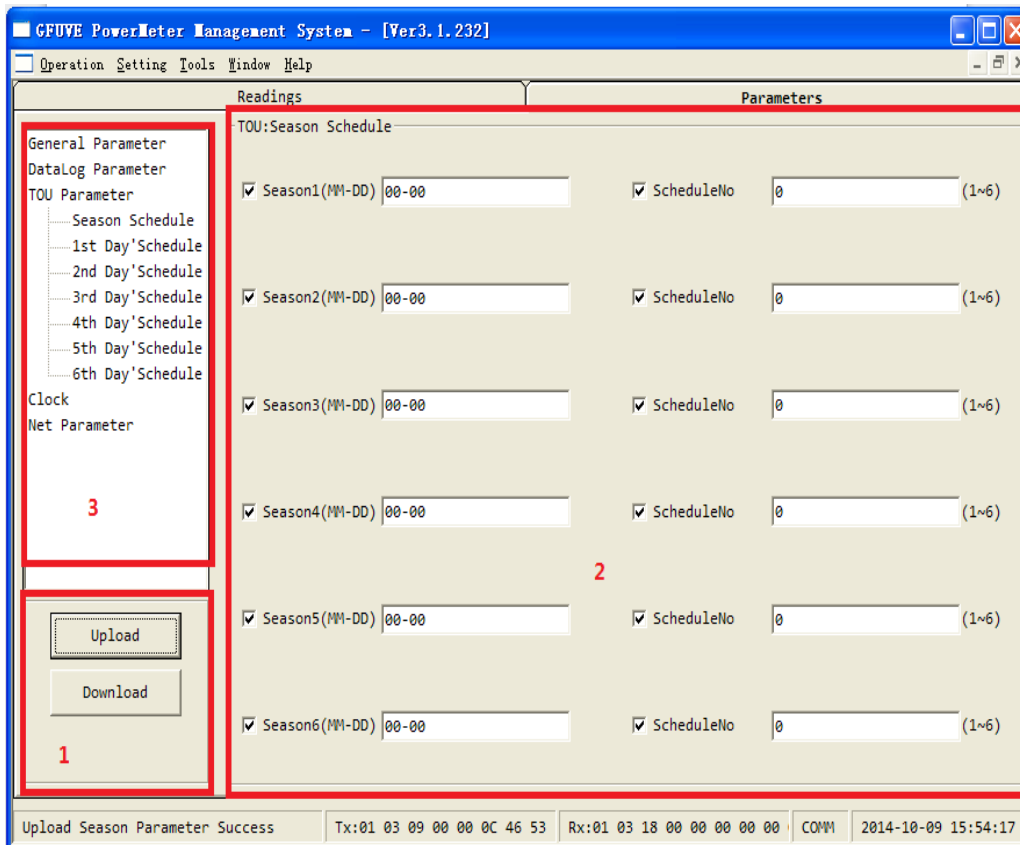 GFUVE PowerMeter Management System - [Ver3.1.232]
Operation Setting Tools Window Help
Readings Parameters
General Parameter
DataLog Parameter
TOU Parameter
Season Schedule
1st Day'Schedule
2nd Day'Schedule
3rd Day'Schedule
4th Day'Schedule
5th Day'Schedule
6th Day'Schedule
Clock
Net Parameter
3
Upload
Download
1
TOU:Season Schedule
Season1(MM-DD) 00-00 ScheduleNo 0 (1~6)
Season2(MM-DD) 00-00 ScheduleNo 0 (1~6)
Season3(MM-DD) 00-00 ScheduleNo 0 (1~6)
Season4(MM-DD) 00-00 ScheduleNo 0 (1~6)
2
Season5(MM-DD) 00-00 ScheduleNo 0 (1~6)
Season6(MM-DD) 00-00 ScheduleNo 0 (1~6)
Upload Season Parameter Success Tx:01 03 09 00 00 0C 46 53 Rx:01 03 18 00 00 00 00 00 COMM 2014-10-09 15:54:17